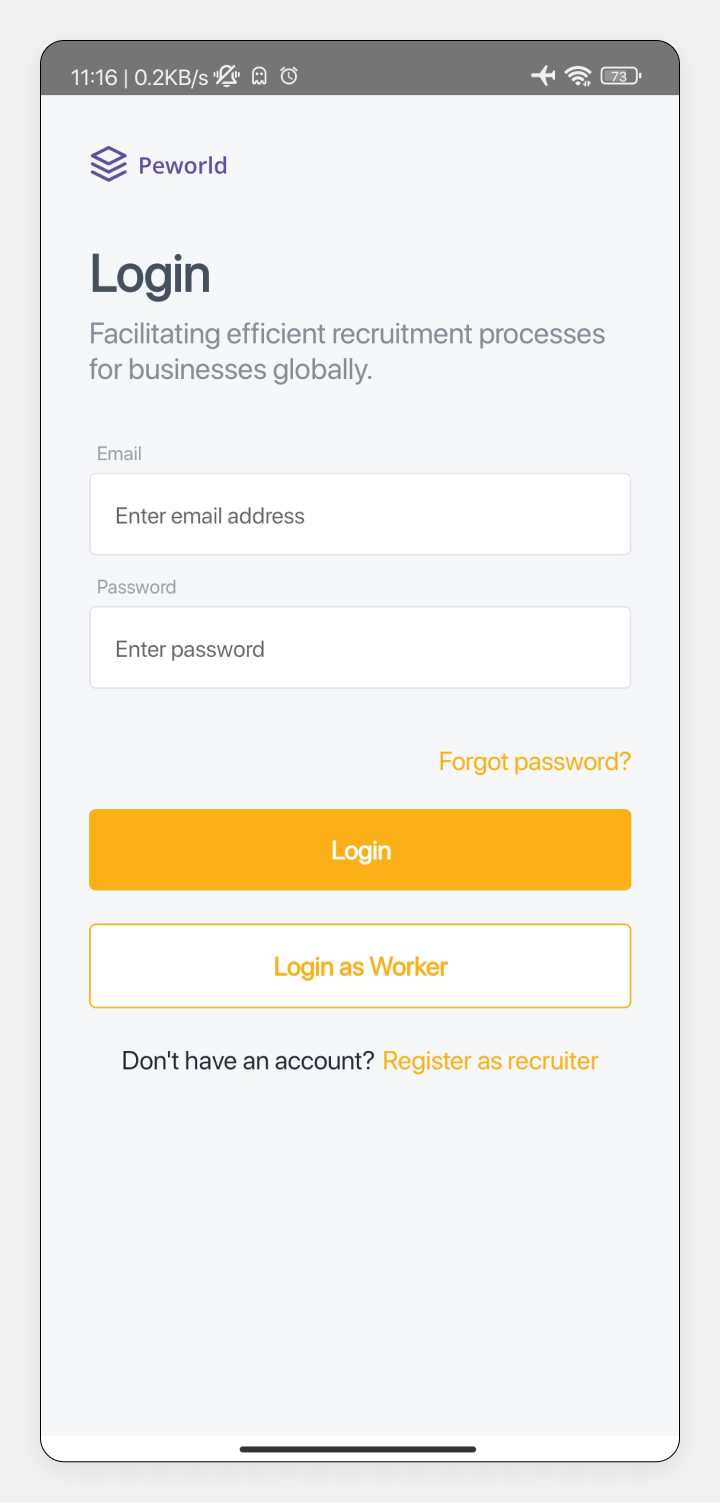 11:16 | 0.2KB/s
73
Peworld
Login
Facilitating efficient recruitment processes
for businesses globally.
Email
Enter email address
Password
Enter password
Forgot password?
Login
Login as Worker
Don't have an account? Register as recruiter